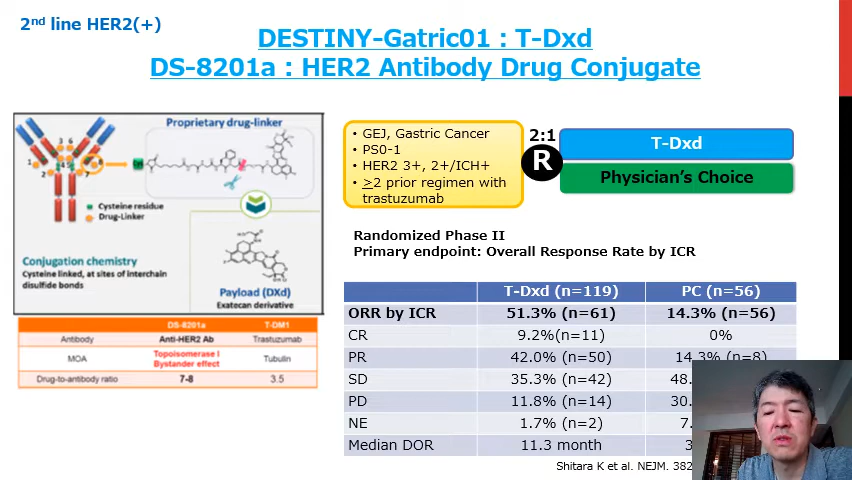 2nd line HER2(+)
DESTINY-Gatric01 : T-Dxd
DS-8201a : HER2 Antibody Drug Conjugate
Proprietary drug-linker
Cysteine residue
Drug-Linker
Conjugation chemistry
Cysteine linked, at sites of interchain
disulfide bonds
Payload (DXd)
Exatecan derivative
DS-8201a T-DM1
Antibody Anti-HER2 Ab Trastuzumab
MOA Topoisomerase I Bystander effect Tubulin
Drug-to-antibody ratio 7-8 3.5
• GEJ, Gastric Cancer
• PS0-1
• HER2 3+, 2+/ICH+
• >2 prior regimen with
trastuzumab
2:1
R
T-Dxd
Physician's Choice
Randomized Phase II
Primary endpoint: Overall Response Rate by ICR
T-Dxd (n=119) PC (n=56)
ORR by ICR 51.3% (n=61) 14.3% (n=56)
CR 9.2%(n=11) 0%
PR 42.0% (n=50) 14.3% (n=8)
SD 35.3% (n=42) 48.
PD 11.8% (n=14) 30.
NE 1.7% (n=2) 7.
Median DOR 11.3 month 3
Shitara K et al. NEJM. 382